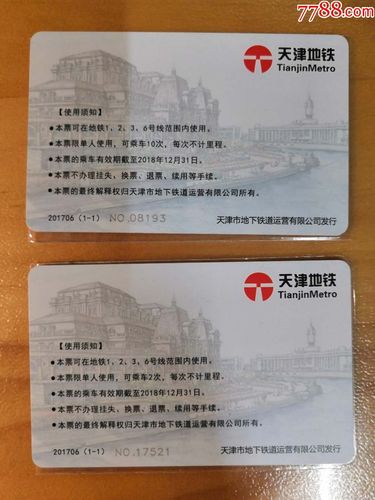 7788.com
天津地铁
TianjinMetro
【使用须知】
●本票可在地铁1、2、3、6号线范围内使用。
●本票限单人使用，可乘车10次，每次不计里程。
●本票的乘车有效期截至2018年12月31日。
●本票不办理挂失、换票、退票、续用等手续。
●本票的最终解释权归天津市地下铁道运营有限公司所有。
201706（1-1） NO.08193 天津市地下铁道运营有限公司发行
天津地铁
TianjinMetro
【使用须知】
●本票可在地铁1、2、3、6号线范围内使用。
●本票限单人使用，可乘车2次，每次不计里程。
●本票的乘车有效期截至2018年12月31日。
●本票不办理挂失、换票、退票、续用等手续。
●本票的最终解释权归天津市地下铁道运营有限公司所有。
201706（1-1） NO.17521 天津市地下铁道运营有限公司发行